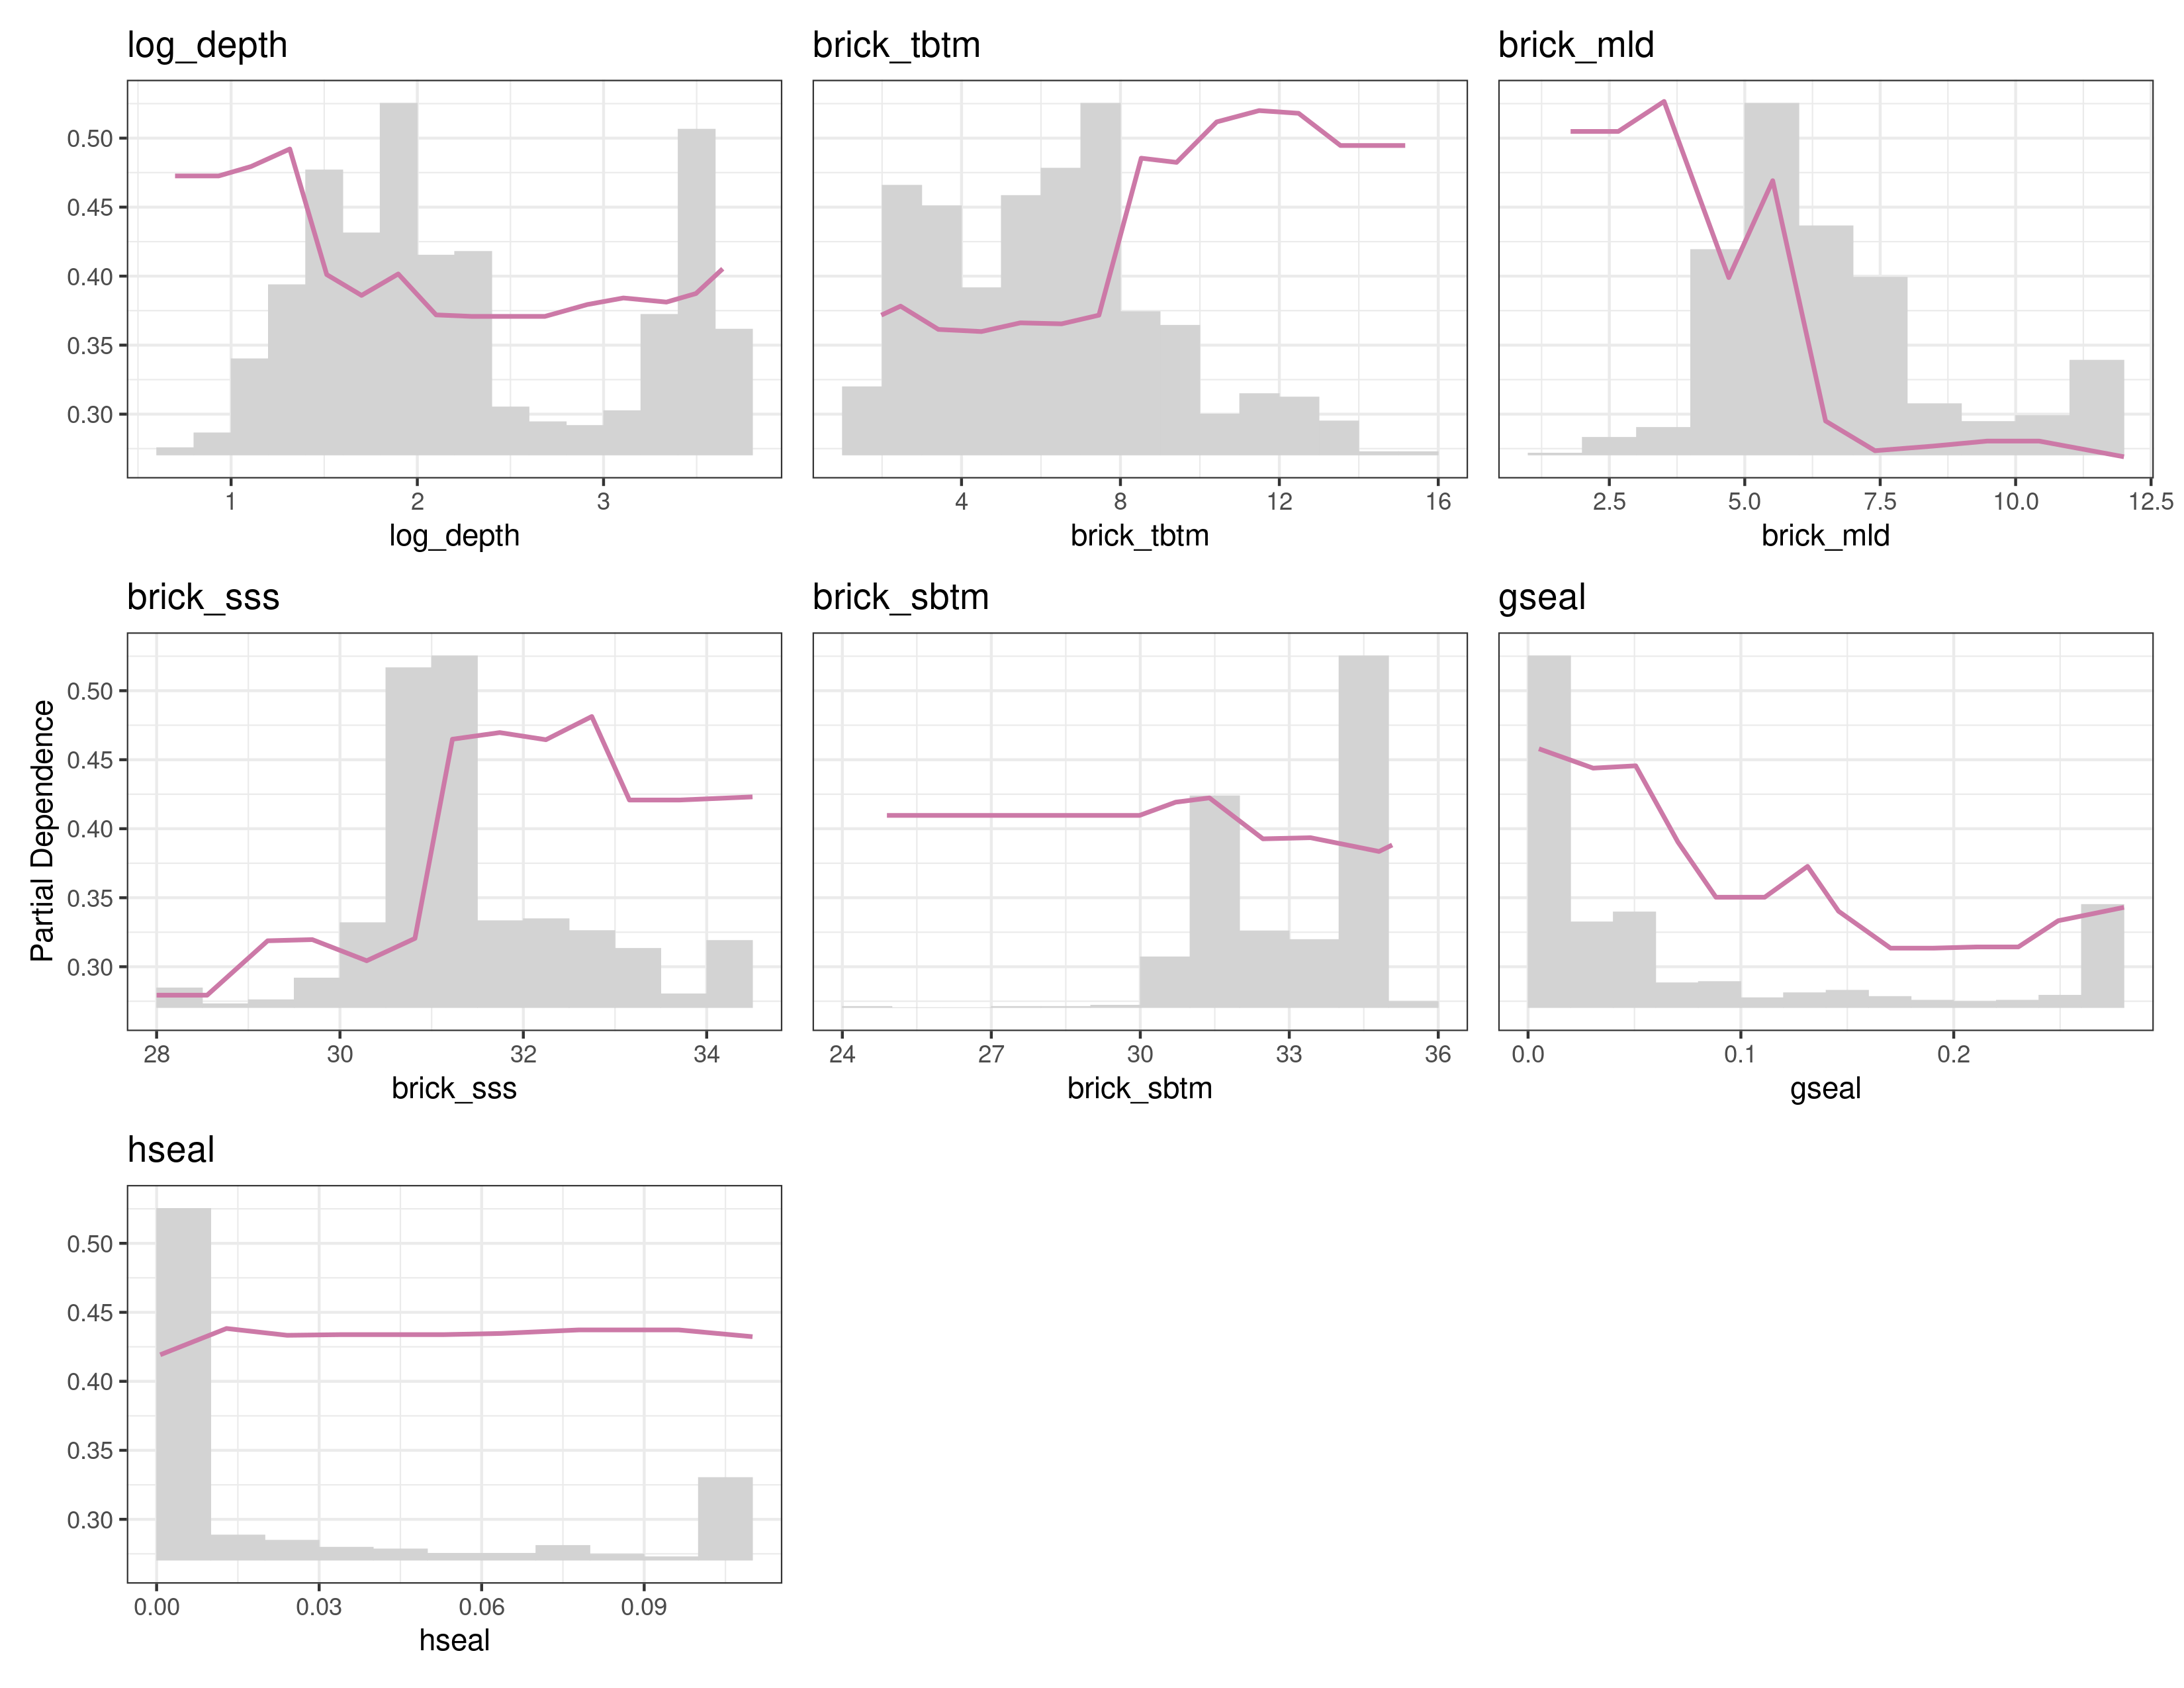 log_depth
brick_tbtm
brick_mld
0.50
0.45
0.40
0.35
0.30
1 2 3
4 8 12 16
2.5 5.0 7.5 10.0 12.5
log_depth
brick_tbtm
brick_mld
brick_sss
brick_sbtm
gseal
Partial Dependence
0.50
0.45
0.40
0.35
0.30
28 30 32 34
24 27 30 33 36
0.0 0.1 0.2
brick_sss
brick_sbtm
gseal
hseal
0.50
0.45
0.40
0.35
0.30
0.00 0.03 0.06 0.09
hseal